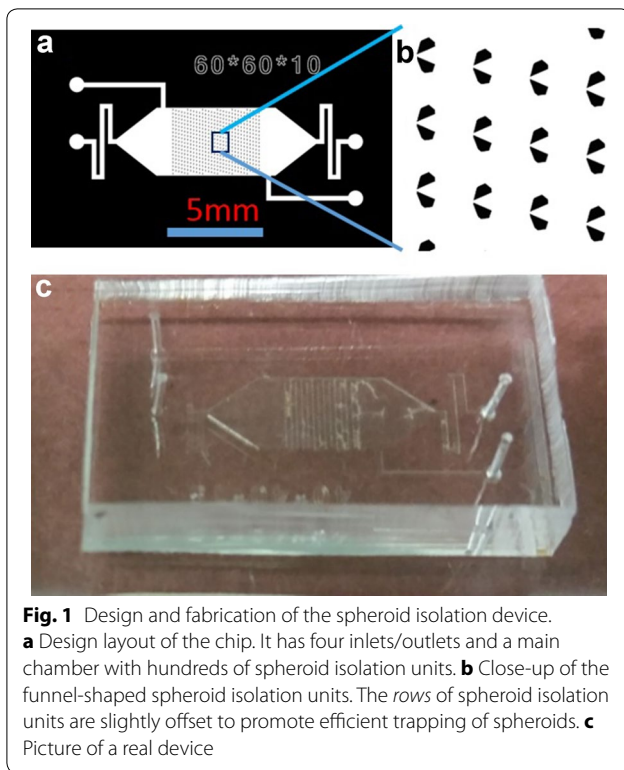 a
60*60*10
b
5mm
c
Fig. 1 Design and fabrication of the spheroid isolation device.
a Design layout of the chip. It has four inlets/outlets and a main
chamber with hundreds of spheroid isolation units. b Close-up of the
funnel-shaped spheroid isolation units. The rows of spheroid isolation
units are slightly offset to promote efficient trapping of spheroids. c
Picture of a real device